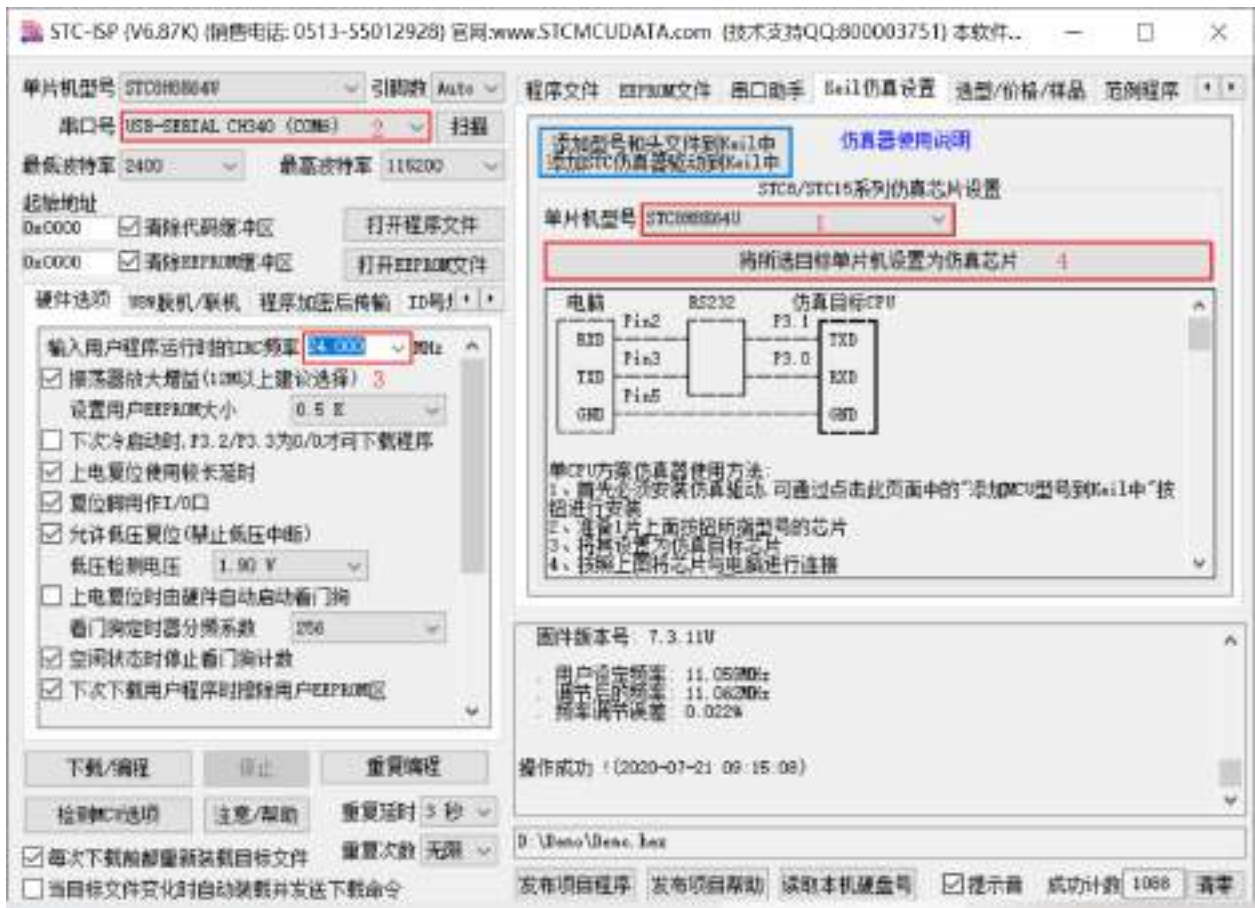 STC-ISP (V6.87K) (销售电话: 0513-55012928) 官网:www.STCMCUDATA.com (技术支持QQ:800003751) 本软件..
单片机型号 STC8H8K64U 引脚数 Auto
串口号 USB-SERIAL CH340 (COM6) 2 扫描
最低波特率 2400 最高波特率 115200
起始地址
0x0000 清除代码缓冲区 打开程序文件
0x0000 清除EEPROM缓冲区 打开EEPROM文件
硬件选项 U8W脱机/联机 程序加密后传输 ID号
输入用户程序运行时的IRC频率 24.000 MHz
振荡器放大增益(12M以上建议选择) 3
设置用户EEPROM大小 0.5 K
下次冷启动时,P3.2/P3.3为0/0才可下载程序
上电复位使用较长延时
复位脚用作I/O口
允许低压复位(禁止低压中断)
低压检测电压 1.90 V
上电复位时由硬件自动启动看门狗
看门狗定时器分频系数 256
空闲状态时停止看门狗计数
下次下载用户程序时擦除用户EEPROM区
下载/编程 停止 重复编程
检测MCU选项 注意/帮助 重复延时 3 秒
每次下载前都重新装载目标文件 重复次数 无限
当目标文件变化时自动装载并发送下载命令
程序文件 EEPROM文件 串口助手 Keil仿真设置 选型/价格/样品 范例程序
添加型号和头文件到Keil中
添加STC仿真器驱动到Keil中
仿真器使用说明
STC8/STC15系列仿真芯片设置
单片机型号 STC8H8K64U 1
将所选目标单片机设置为仿真芯片 4
电脑 RS232 仿真目标CPU
RXD Pin2 P3.1 TXD
TXD Pin3 P3.0 RXD
GND Pin5 GND
单CPU方案仿真器使用方法:
1、首先必须安装仿真驱动,可通过点击此页面中的"添加MCU型号到Keil中"按
钮进行安装
2、准备1片上面按钮所指型号的芯片
3、将其设置为仿真目标芯片
4、按照上图将芯片与电脑进行连接
固件版本号: 7.3.11U
. 用户设定频率: 11.059MHz
. 调节后的频率: 11.062MHz
. 频率调节误差: 0.022%
操作成功 !(2020-07-21 09:15:08)
D:\Demo\Demo.hex
发布项目程序 发布项目帮助 读取本机硬盘号 提示音 成功计数 1088 清零